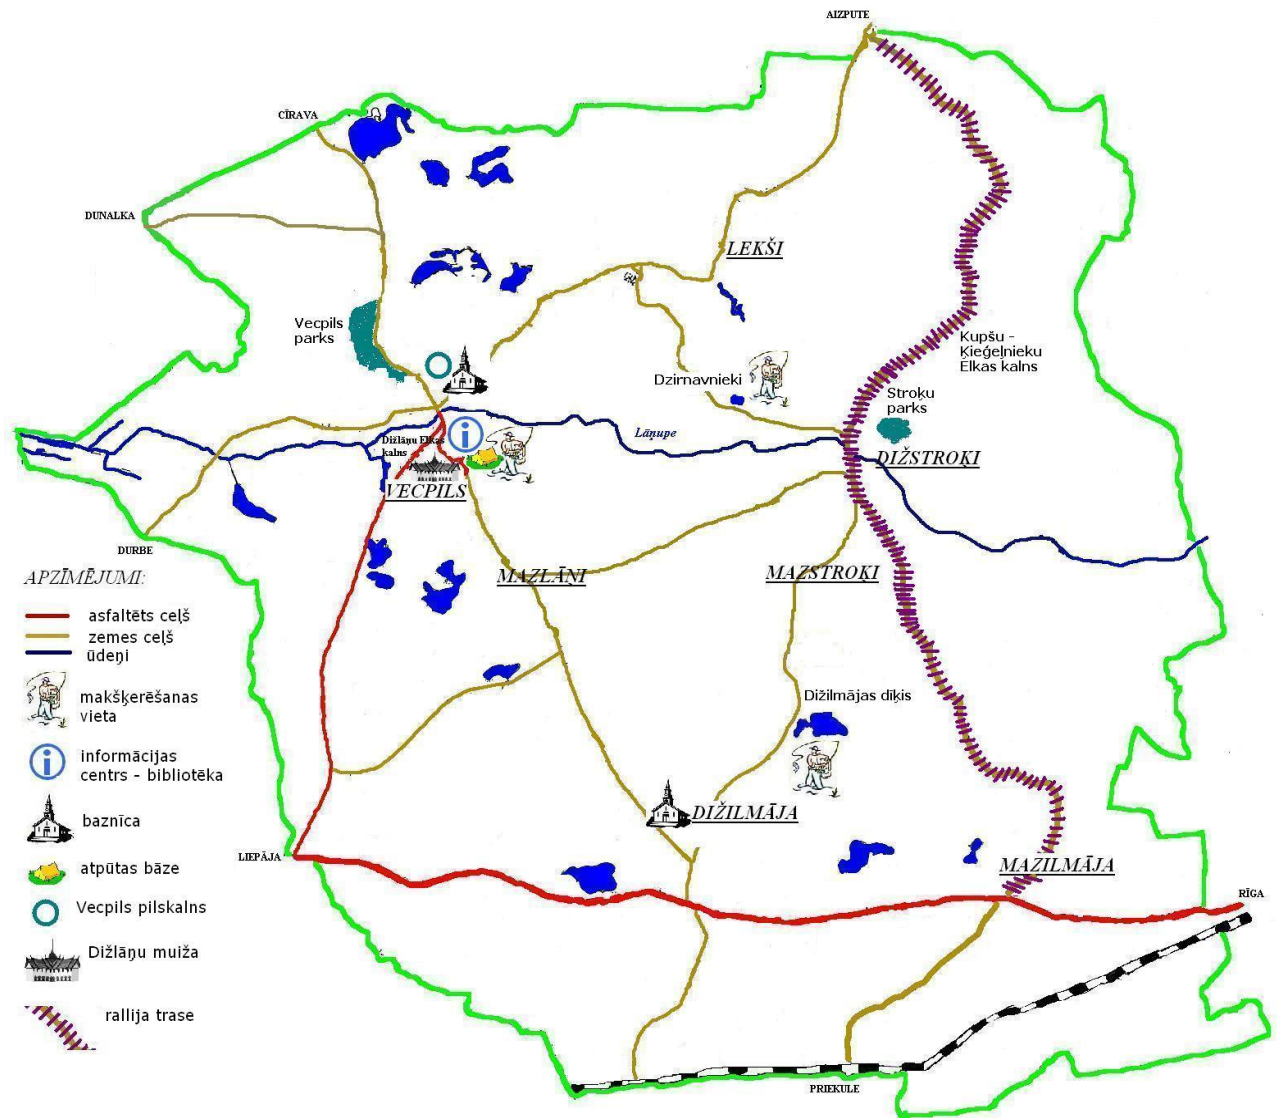 AIZPUTE
CĪRAVA
DUNALKA
LEKŠI
Vecpils
parks
Kupšu -
Ķieģeļnieku
Elkas kalns
Dzirnavnieki
Stroķu
parks
Lāņupe
Dižlāņu Elkas
kalns
DIŽSTROĶI
VECPILS
DURBE
MAZLĀŅI
MAZSTROĶI
APZĪMĒJUMI:
asfaltēts ceļš
zemes ceļš
ūdeņi
makšķerēšanas
vieta
Dižilmājas dīķis
informācijas
centrs - bibliotēka
baznīca
DIŽILMĀJA
LIEPĀJA
MAZILMĀJA
atpūtas bāze
RĪGA
Vecpils pilskalns
Dižlāņu muiža
rallija trase
PRIEKULE